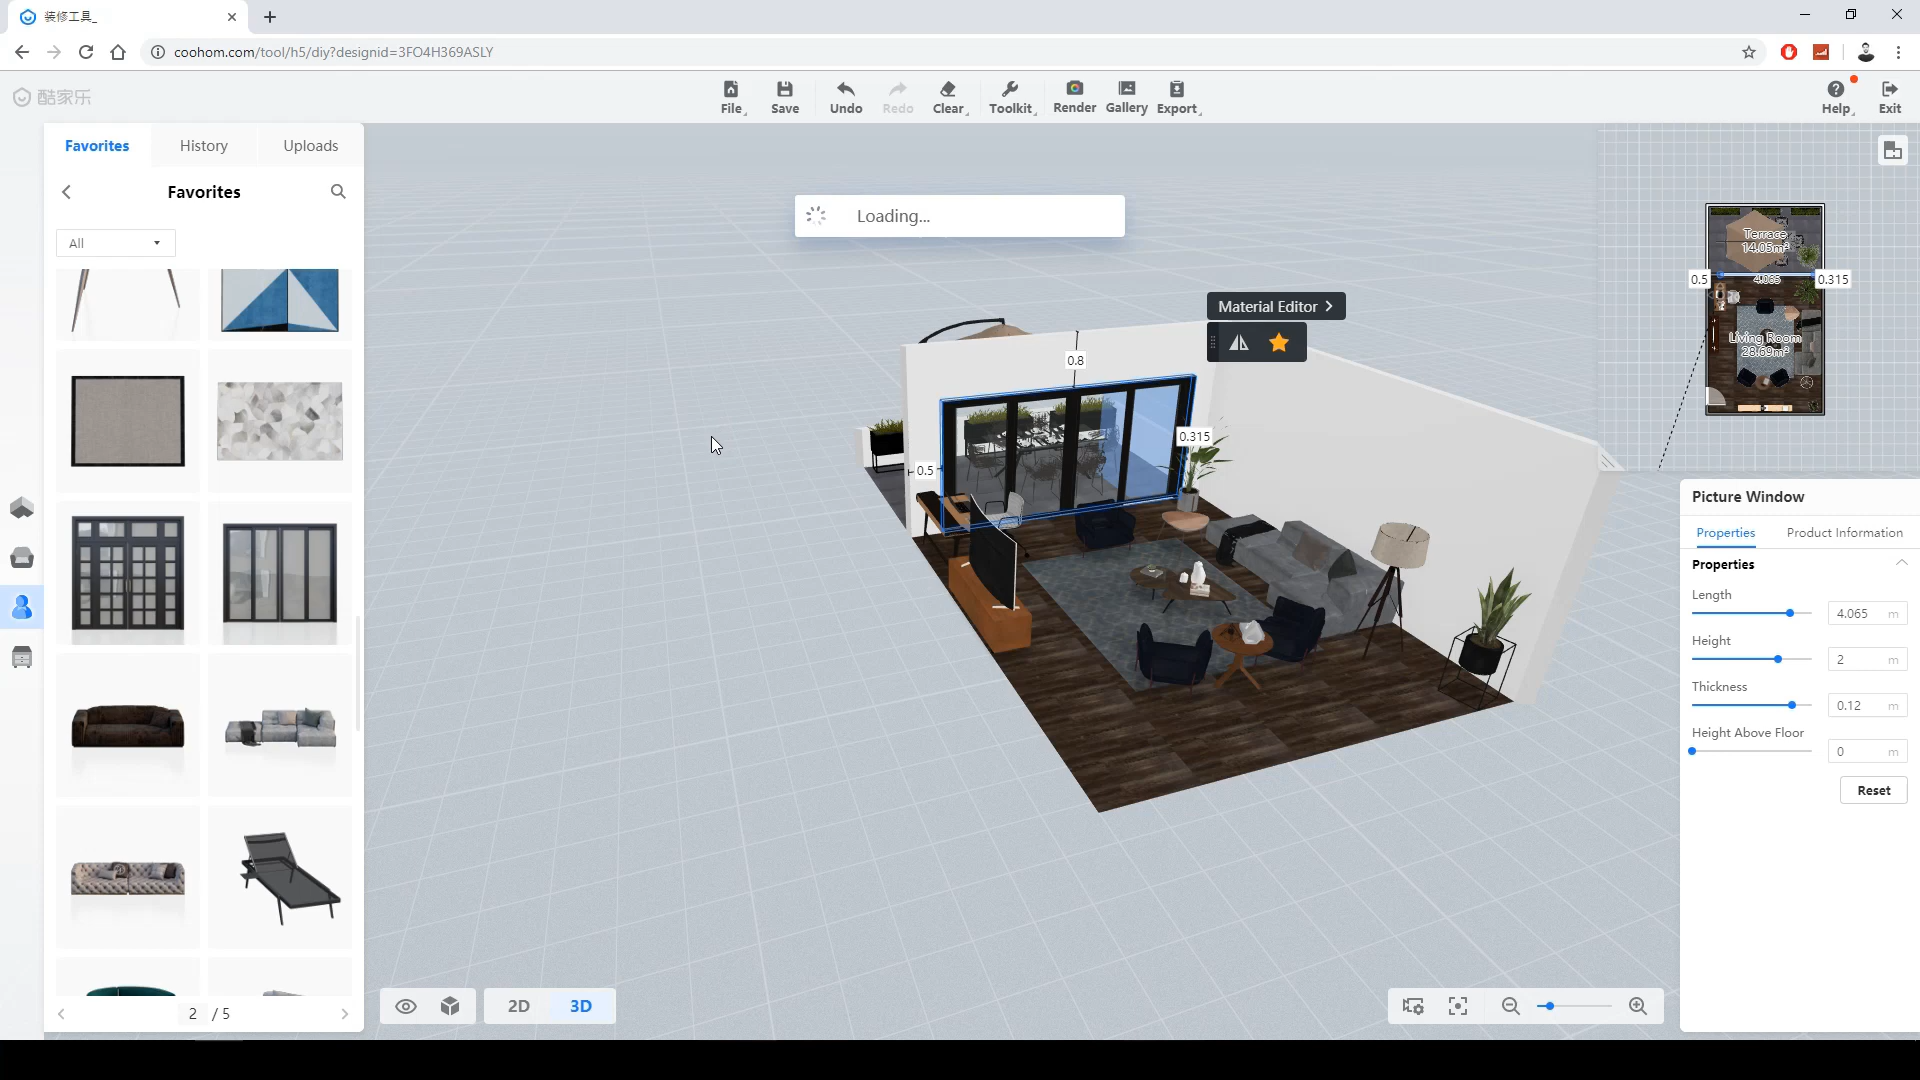 装修工具_
coohom.com/tool/h5/diy?designid=3FO4H369ASLY
酷家乐
File
Save
Undo
Redo
Clear
Toolkit
Render
Gallery
Export
Help
Exit
Favorites
History
Uploads
Favorites
All
2 / 5
Loading...
Material Editor
0.8
0.315
0.5
2D
3D
Terrace
14.05m²
0.5
4.065
0.315
Living Room
28.69m²
Picture Window
Properties
Product Information
Properties
Length
4.065 m
Height
2 m
Thickness
0.12 m
Height Above Floor
0 m
Reset